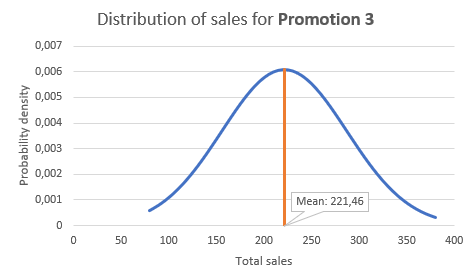 Distribution of sales for Promotion 3
0,007
0,006
0,005
0,004
0,003
0,002
0,001
0
Probability density
Mean: 221,46
0 50 100 150 200 250 300 350 400
Total sales